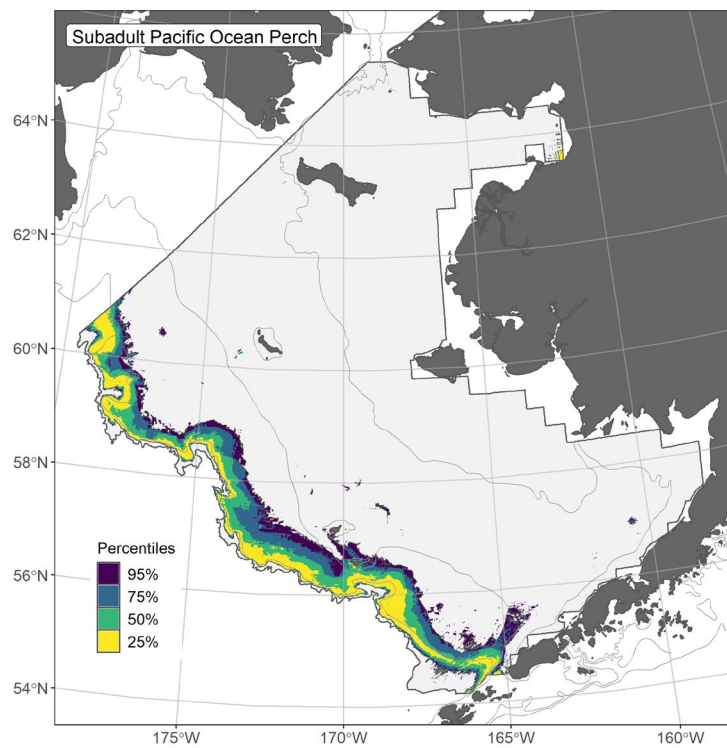 Subadult Pacific Ocean Perch
64°N
62°N
60°N
58°N
56°N
54°N
Percentiles
95%
75%
50%
25%
175°W
170°W
165°W
160°W